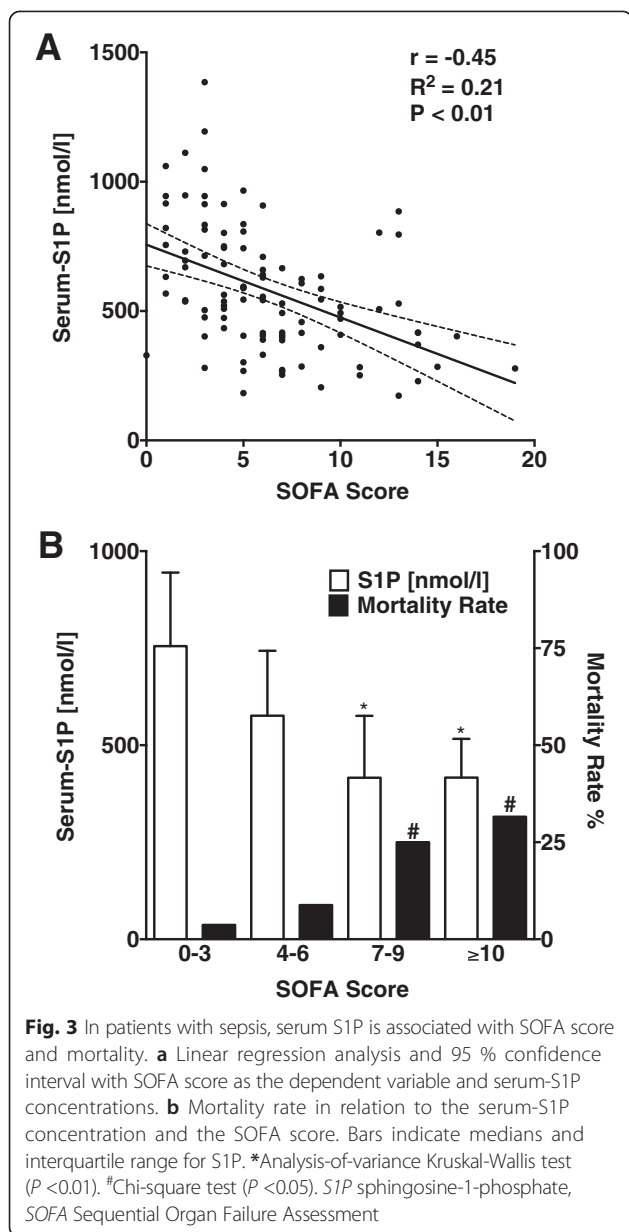 A
r = -0.45
R² = 0.21
P < 0.01
1500
1000
500
0
Serum-S1P [nmol/l]
0 5 10 15 20
SOFA Score
B
S1P [nmol/l]
Mortality Rate
1000
500
0
Serum-S1P [nmol/l]
100
75
50
25
0
Mortality Rate %
*
*
#
#
0-3 4-6 7-9 ≥10
SOFA Score
Fig. 3 In patients with sepsis, serum S1P is associated with SOFA score
and mortality. a Linear regression analysis and 95 % confidence
interval with SOFA score as the dependent variable and serum-S1P
concentrations. b Mortality rate in relation to the serum-S1P
concentration and the SOFA score. Bars indicate medians and
interquartile range for S1P. *Analysis-of-variance Kruskal-Wallis test
(P <0.01). #Chi-square test (P <0.05). S1P sphingosine-1-phosphate,
SOFA Sequential Organ Failure Assessment